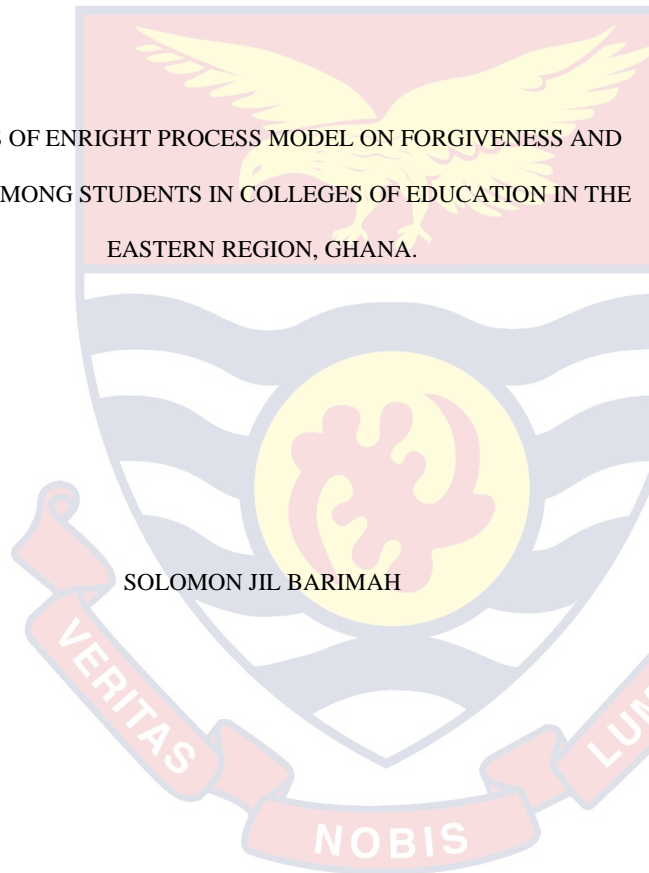 OF ENRIGHT PROCESS MODEL ON FORGIVENESS AND
STUDENTS IN COLLEGES OF EDUCATION IN THE
EASTERN REGION, GHANA.
SOLOMON JIL BARIMAH
VERITAS
NOBIS